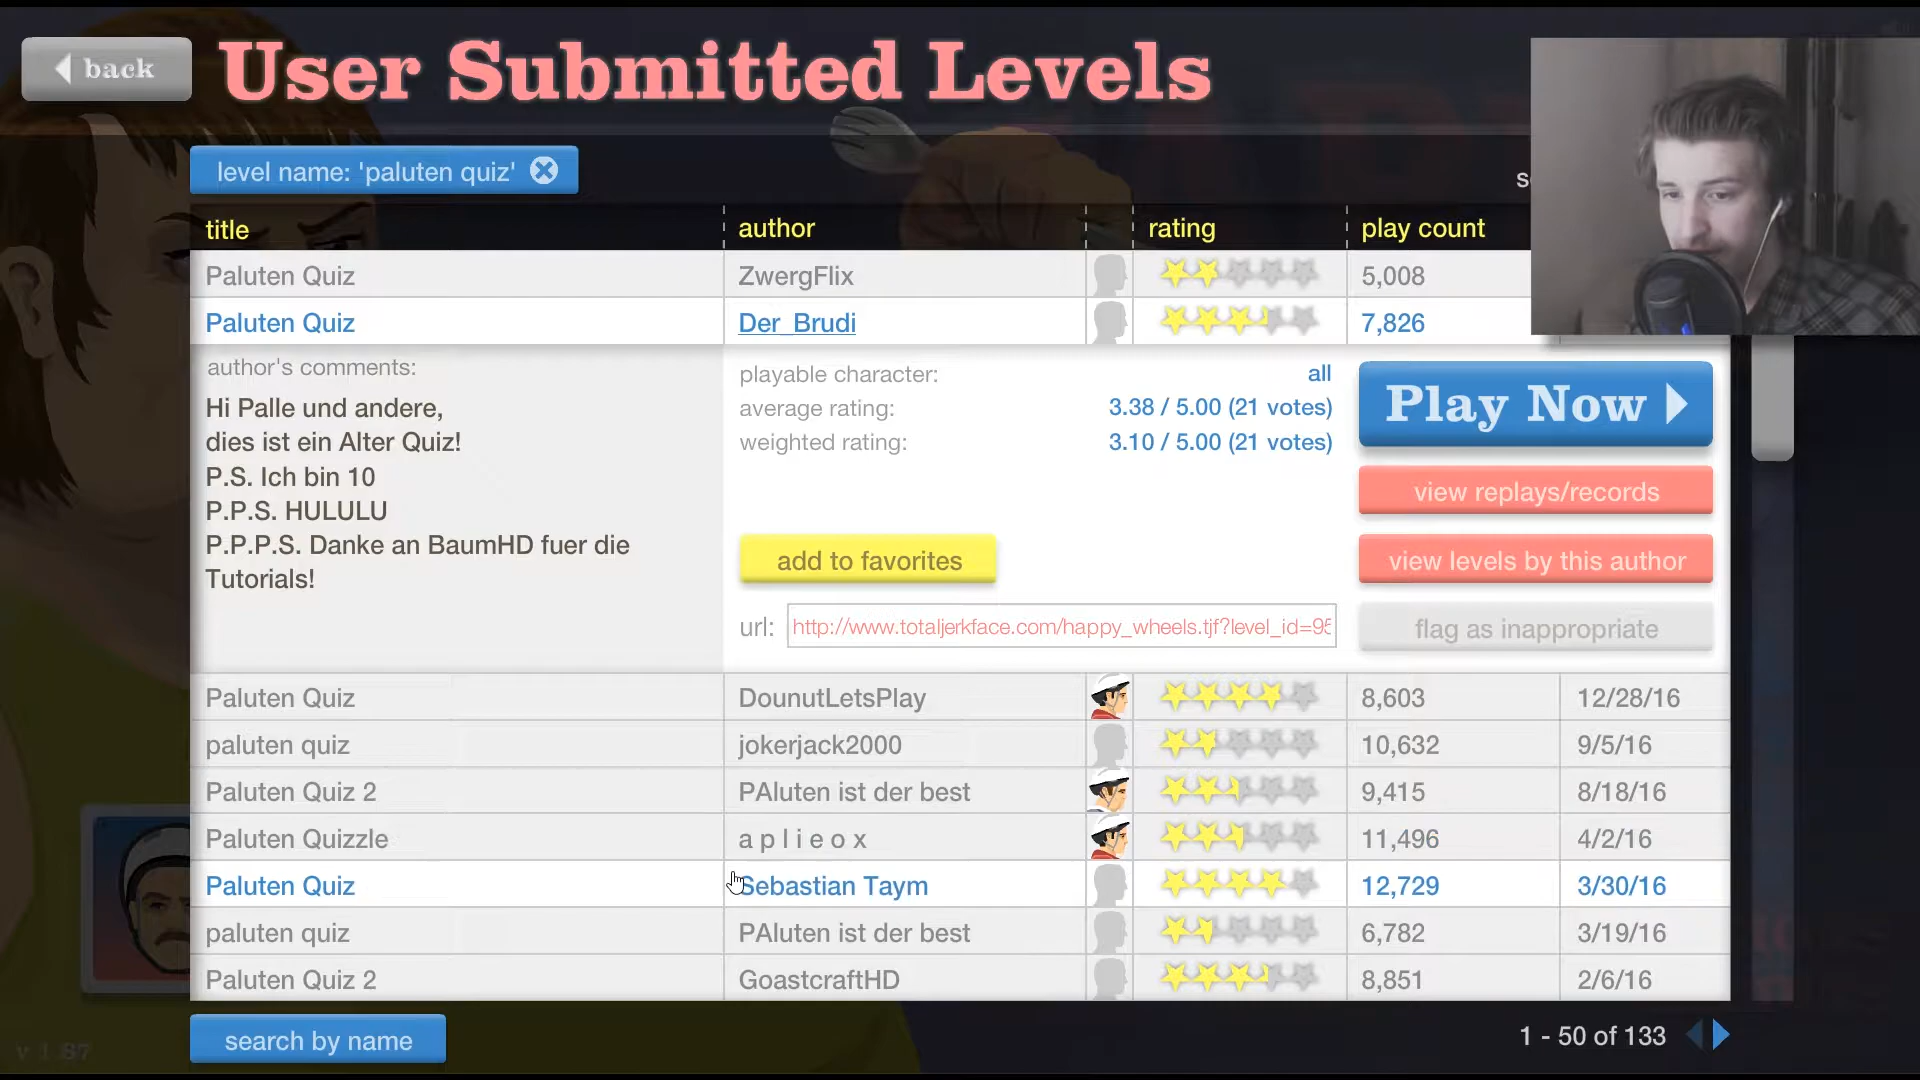 back
User Submitted Levels
level name: 'paluten quiz'
title author rating play count
Paluten Quiz ZwergFlix 5,008
Paluten Quiz Der_Brudi 7,826
author's comments:
Hi Palle und andere,
dies ist ein Alter Quiz!
P.S. Ich bin 10
P.P.S. HULULU
P.P.P.S. Danke an BaumHD fuer die
Tutorials!
playable character: all
average rating: 3.38 / 5.00 (21 votes)
weighted rating: 3.10 / 5.00 (21 votes)
add to favorites
url: http://www.totaljerkface.com/happy_wheels.tjf?level_id=9
Play Now
view replays/records
view levels by this author
flag as inappropriate
Paluten Quiz DounutLetsPlay 8,603 12/28/16
paluten quiz jokerjack2000 10,632 9/5/16
Paluten Quiz 2 PAluten ist der best 9,415 8/18/16
Paluten Quizzle a p l i e o x 11,496 4/2/16
Paluten Quiz Sebastian Taym 12,729 3/30/16
paluten quiz PAluten ist der best 6,782 3/19/16
Paluten Quiz 2 GoastcraftHD 8,851 2/6/16
search by name
1 - 50 of 133
v 1.87